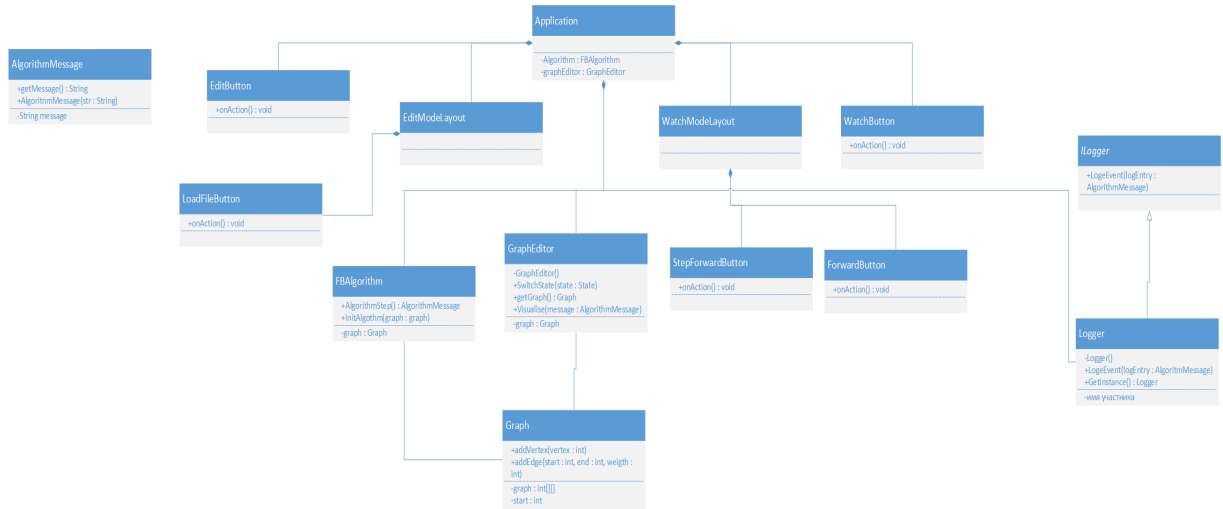 Application
-Algorithm : FBAlgorithm
-graphEditor : GraphEditor
AlgorithmMessage
+getMessage() : String
+AlgoritnmMessage(str : String)
-String message
EditButton
+onAction() : void
EditModeLayout
WatchModeLayout
WatchButton
+onAction() : void
ILogger
+LogeEvent(logEntry :
AlgorithmMessage)
LoadFileButton
+onAction() : void
GraphEditor
-GraphEditor()
+SwitchState(state : State)
+getGraph() : Graph
+Visualise(message : AlgorithmMessage)
-graph : Graph
StepForwardButton
+onAction() : void
ForwardButton
+onAction() : void
FBAlgorithm
+AlgorithmStep() : AlgorithmMessage
+InitAlgothm(graph : graph)
-graph : Graph
Logger
-Logger()
+LogeEvent(logEntry : AlgoritmMessage)
+GetInstance() : Logger
-имя участника
Graph
+addVertex(vertex : int)
+addEdge(start : int, end : int, weigth :
int)
-graph : int[][]
-start : int